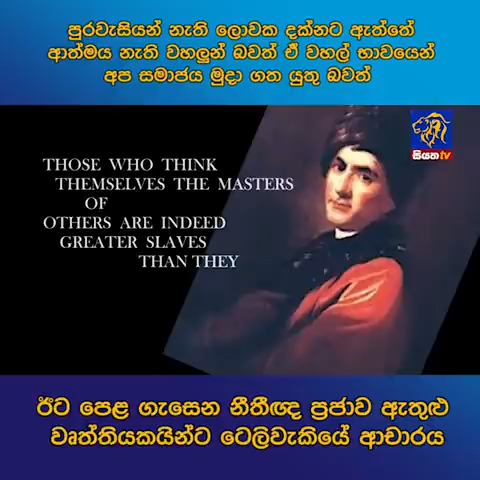 පුරවැසියන් නැති ලොවක දක්නට ඇත්තේ
ආත්මය නැති වහලුන් බවත් ඒ වහල් භාවයෙන්
අප සමාජය මුදා ගත යුතු බවත්
සියත tv
THOSE WHO THINK
THEMSELVES THE MASTERS
OF
OTHERS ARE INDEED
GREATER SLAVES
THAN THEY
ඊට පෙළ ගැසෙන නීතීඥ ප්‍රජාව ඇතුළු
වෘත්තියකයින්ට ටෙලිවැකියේ ආචාරය